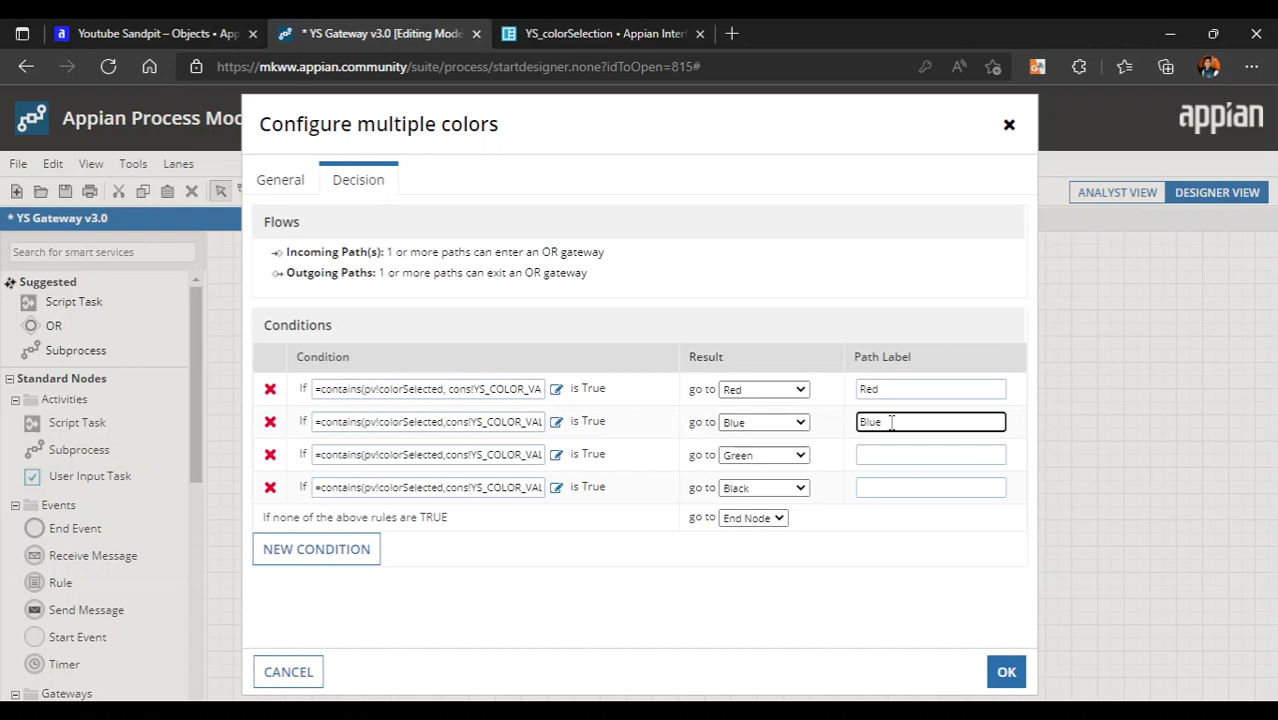 Youtube Sandpit – Objects • App
* YS Gateway v3.0 [Editing Mode
YS_colorSelection • Appian Inter
https://mkww.appian.community/suite/process/startdesigner.none?idToOpen=815#
Appian Process Mo
appian
File Edit View Tools Lanes
ANALYST VIEW DESIGNER VIEW
* YS Gateway v3.0
Search for smart services
Suggested
Script Task
OR
Subprocess
Standard Nodes
Activities
Script Task
Subprocess
User Input Task
Events
End Event
Receive Message
Rule
Send Message
Start Event
Timer
Gateways
Configure multiple colors
General Decision
Flows
Incoming Path(s): 1 or more paths can enter an OR gateway
Outgoing Paths: 1 or more paths can exit an OR gateway
Conditions
Condition Result Path Label
If =contains(pv!colorSelected, cons!YS_COLOR_VA is True go to Red Red
If =contains(pv!colorSelected,cons!YS_COLOR_VAL is True go to Blue Blue
If =contains(pv!colorSelected,cons!YS_COLOR_VAL is True go to Green
If =contains(pv!colorSelected,cons!YS_COLOR_VAL is True go to Black
If none of the above rules are TRUE go to End Node
NEW CONDITION
CANCEL OK